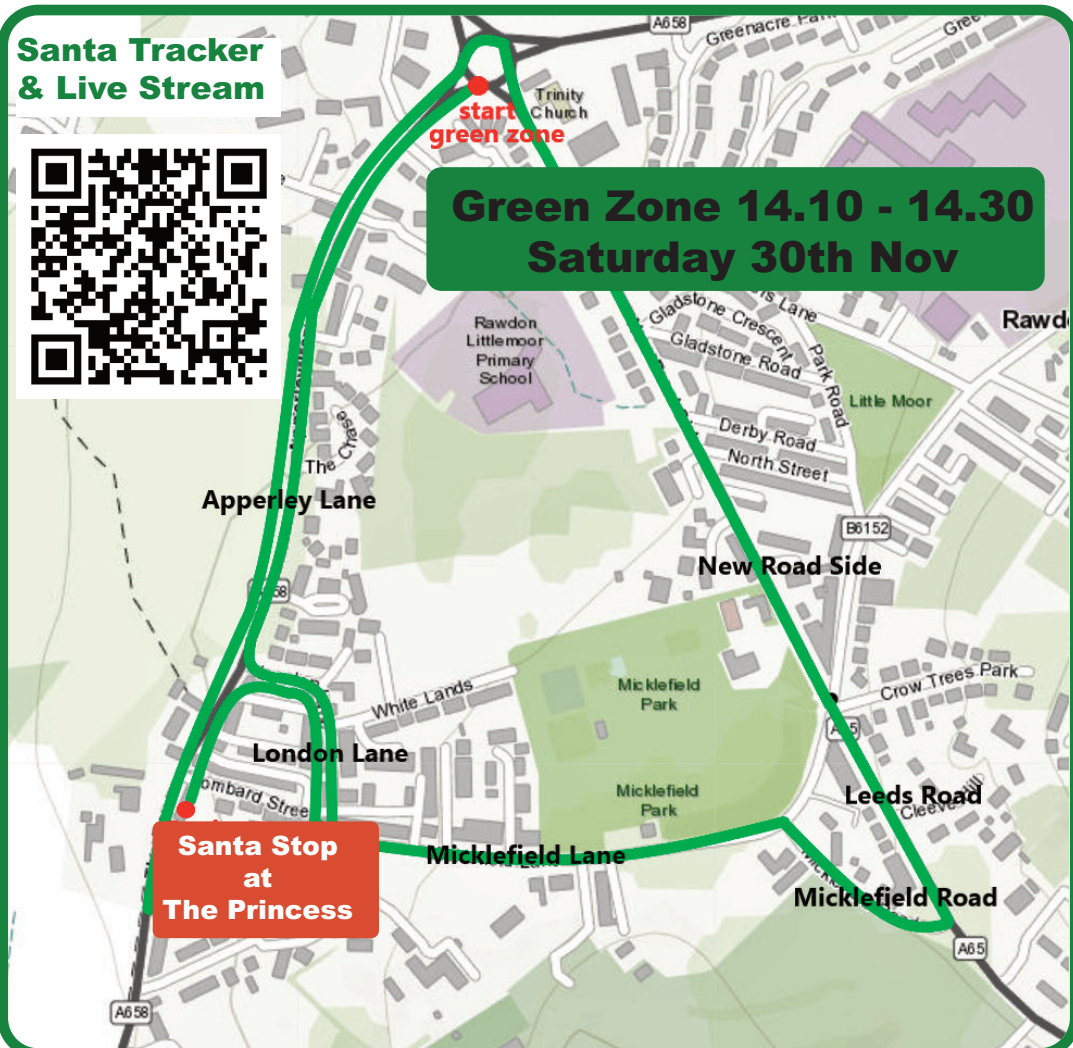 Santa Tracker
& Live Stream
A658
Greenacre Park
Trinity
Church
start
green zone
Green Zone 14.10 - 14.30
Saturday 30th Nov
Rawdon
Littlemoor
Primary
School
Gladstone Crescent
Lane
Gladstone Road
Park Road
Little Moor
Derby Road
North Street
The Chase
Apperley Lane
B6152
New Road Side
White Lands
Micklefield
Park
Crow Trees Park
London Lane
Micklefield
Park
Leeds Road
Santa Stop
at
The Princess
Micklefield Lane
Micklefield Road
A65
A658